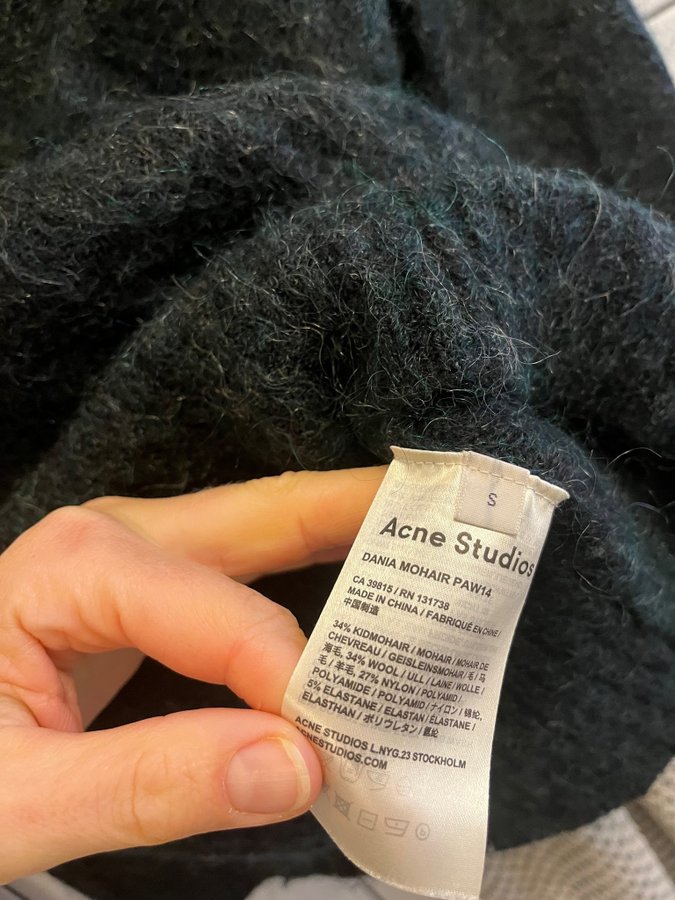 S
Acne Studios
DANIA MOHAIR PAW14
CA 39815 / RN 131738
MADE IN CHINA / FABRIQUÉ EN CHINE /
中国制造
34% KIDMOHAIR / MOHAIR / MOHAIR DE
CHEVREAU / GEISLEINSMOHAIR / 毛 / 马
海毛, 34% WOOL / ULL / LAINE / WOLLE /
毛 / 羊毛, 27% NYLON / POLYAMID /
POLYAMIDE / POLYAMID / ナイロン / 锦纶,
5% ELASTANE / ELASTAN / ÉLASTANE /
ELASTHAN / ポリウレタン / 氨纶
ACNE STUDIOS L.NYG.23 STOCKHOLM
ACNESTUDIOS.COM